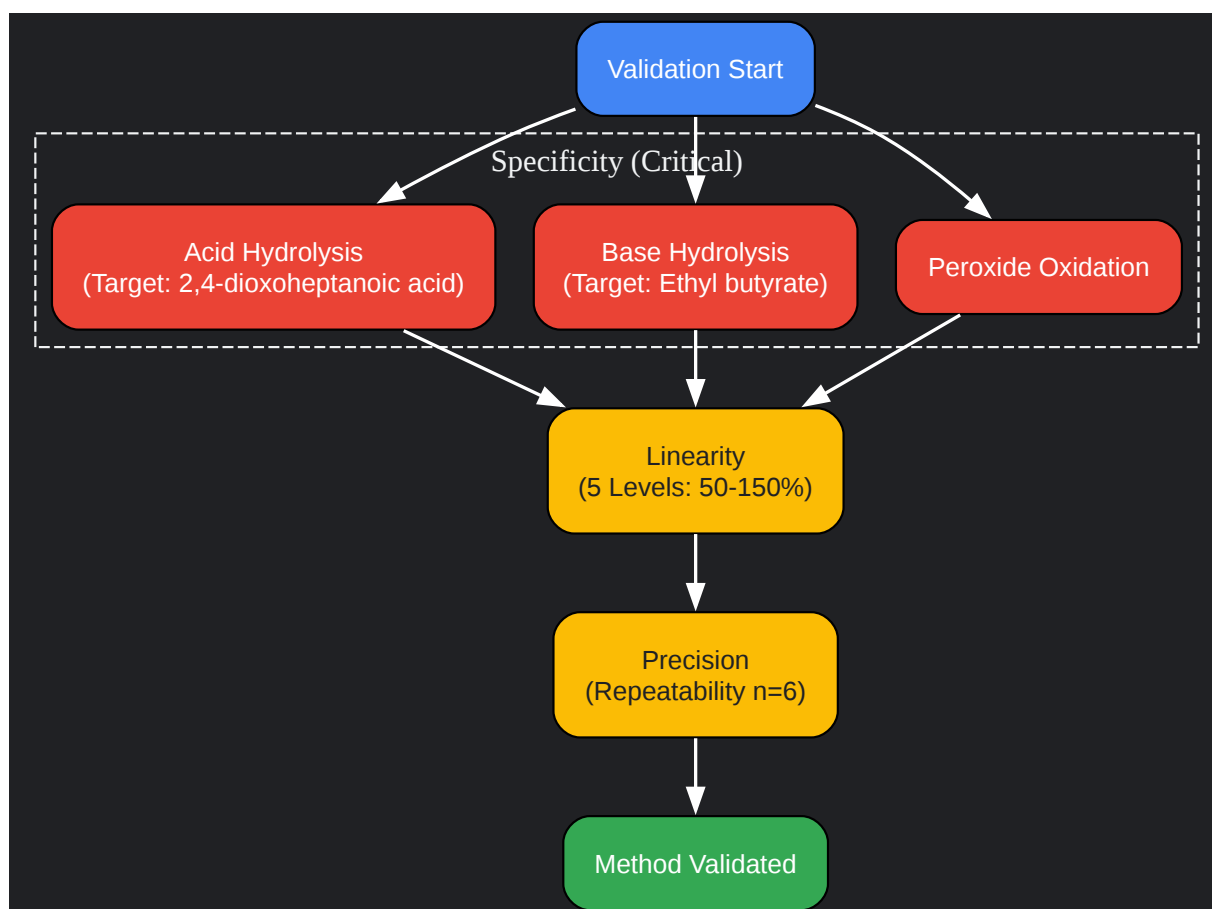 Validation Start
Specificity (Critical)
Acid Hydrolysis
(Target: 2,4-dioxoheptanoic acid)
Base Hydrolysis
(Target: Ethyl butyrate)
Peroxide Oxidation
Linearity
(5 Levels: 50-150%)
Precision
(Repeatability n=6)
Method Validated